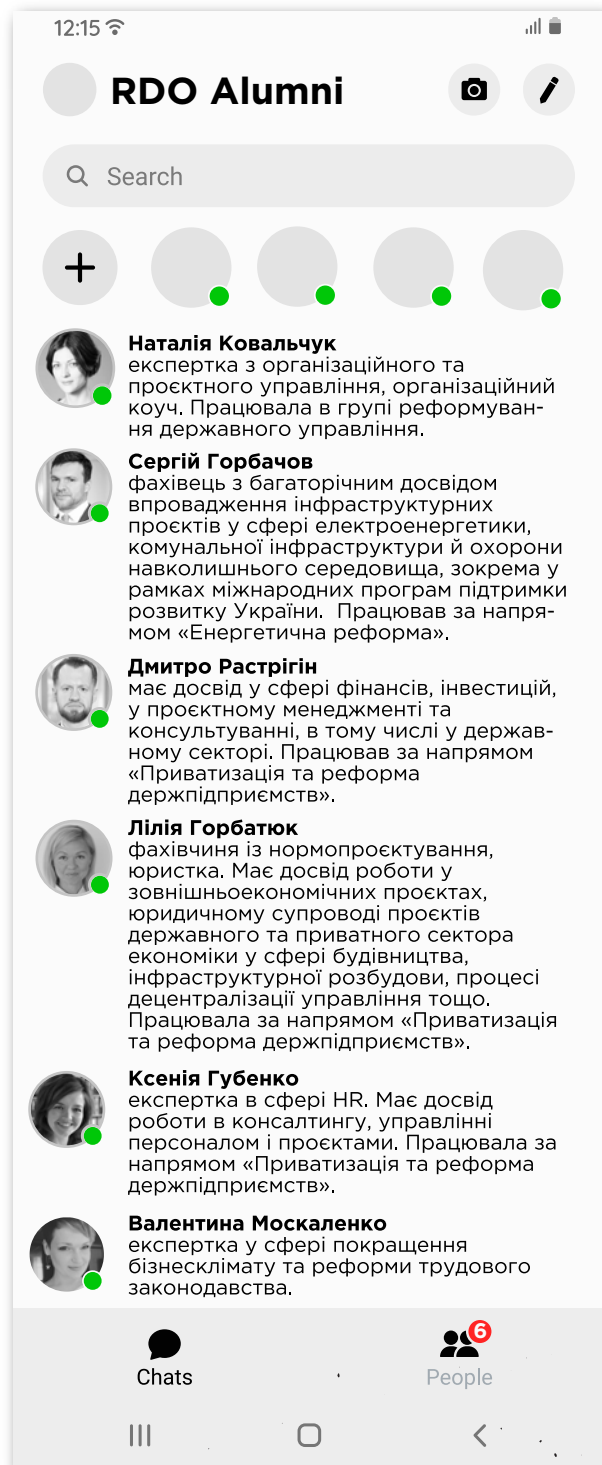 12:15
RDO Alumni
Search
Наталія Ковальчук
експертка з організаційного та
проєктного управління, організаційний
коуч. Працювала в групі реформуван-
ня державного управління.
Сергій Горбачов
фахівець з багаторічним досвідом
впровадження інфраструктурних
проєктів у сфері електроенергетики,
комунальної інфраструктури й охорони
навколишнього середовища, зокрема у
рамках міжнародних програм підтримки
розвитку України.  Працював за напря-
мом «Енергетична реформа».
Дмитро Растрігін
має досвід у сфері фінансів, інвестицій,
у проєктному менеджменті та
консультуванні, в тому числі у держав-
ному секторі. Працював за напрямом
«Приватизація та реформа
держпідприємств».
Лілія Горбатюк
фахівчиня із нормопроєктування,
юристка. Має досвід роботи у
зовнішньоекономічних проєктах,
юридичному супроводі проєктів
державного та приватного сектора
економіки у сфері будівництва,
інфраструктурної розбудови, процесі
децентралізації управління тощо.
Працювала за напрямом «Приватизація
та реформа держпідприємств».
Ксенія Губенко
експертка в сфері HR. Має досвід
роботи в консалтингу, управлінні
персоналом і проєктами. Працювала за
напрямом «Приватизація та реформа
держпідприємств».
Валентина Москаленко
експертка у сфері покращення
бізнесклімату та реформи трудового
законодавства.
6
Chats People